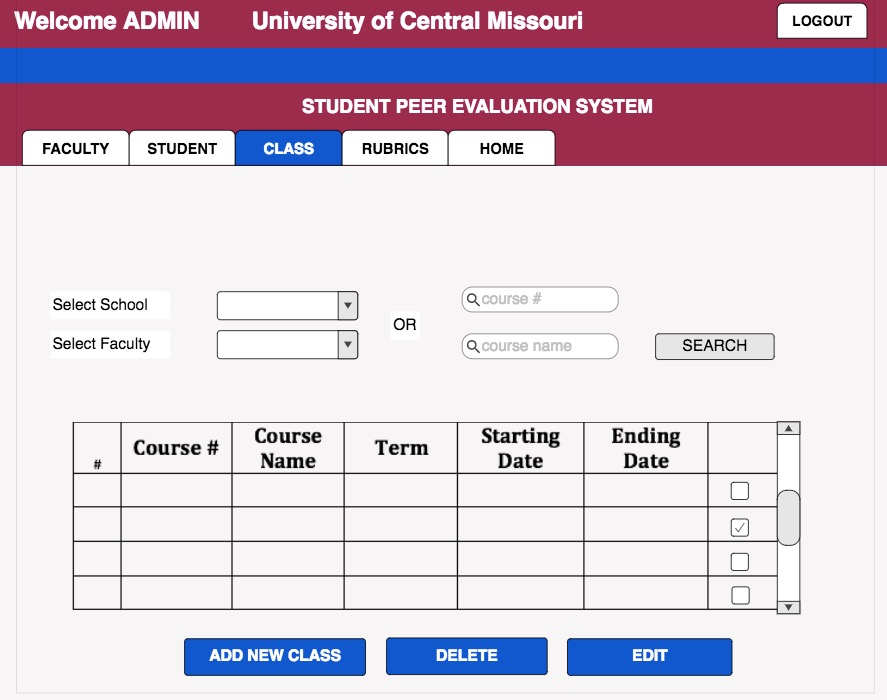 Welcome ADMIN University of Central Missouri LOGOUT
STUDENT PEER EVALUATION SYSTEM
FACULTY STUDENT CLASS RUBRICS HOME
Select School
course #
OR
Select Faculty
course name
SEARCH
# Course # Course Name Term Starting Date Ending Date
ADD NEW CLASS DELETE EDIT